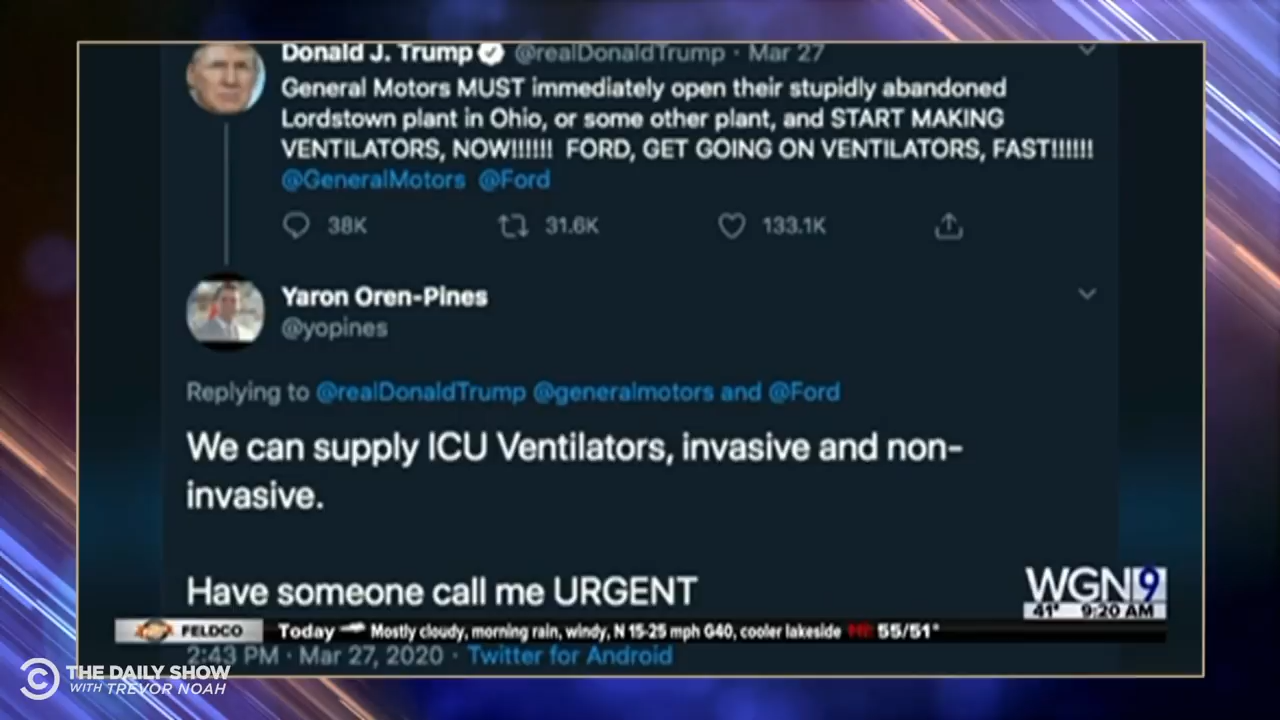 Donald J. Trump @realDonaldTrump · Mar 27
General Motors MUST immediately open their stupidly abandoned
Lordstown plant in Ohio, or some other plant, and START MAKING
VENTILATORS, NOW!!!!!! FORD, GET GOING ON VENTILATORS, FAST!!!!!!
@GeneralMotors @Ford
38K 31.6K 133.1K
Yaron Oren-Pines
@yopines
Replying to @realDonaldTrump @generalmotors and @Ford
We can supply ICU Ventilators, invasive and non-
invasive.
Have someone call me URGENT
WGN9
41° 9:20 AM
FELDCO Today Mostly cloudy, morning rain, windy, N 15-25 mph G40, cooler lakeside HI: 55/51°
2:43 PM · Mar 27, 2020 · Twitter for Android
THE DAILY SHOW
WITH TREVOR NOAH